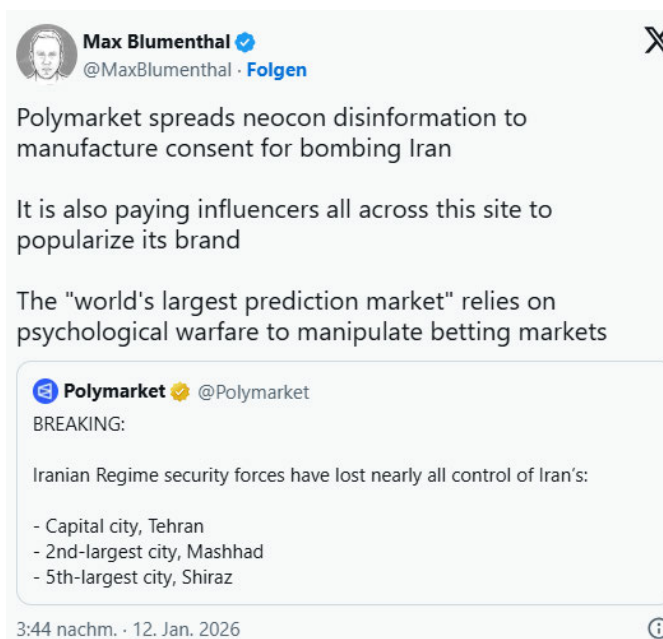 Max Blumenthal
@MaxBlumenthal · Folgen
Polymarket spreads neocon disinformation to
manufacture consent for bombing Iran
It is also paying influencers all across this site to
popularize its brand
The "world's largest prediction market" relies on
psychological warfare to manipulate betting markets
Polymarket @Polymarket
BREAKING:
Iranian Regime security forces have lost nearly all control of Iran's:
- Capital city, Tehran
- 2nd-largest city, Mashhad
- 5th-largest city, Shiraz
3:44 nachm. · 12. Jan. 2026